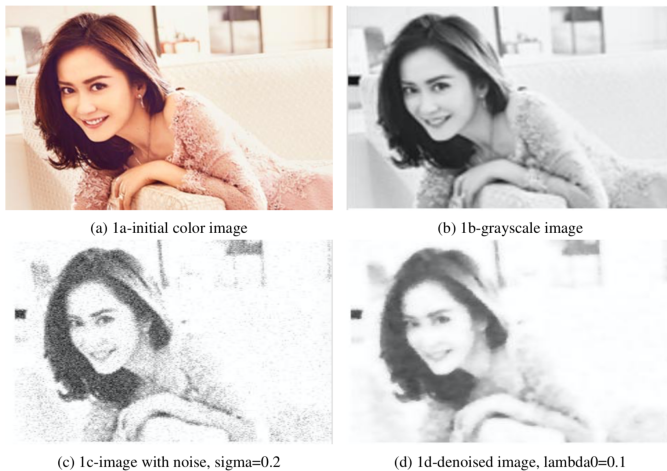 (a) 1a-initial color image
(b) 1b-grayscale image
(c) 1c-image with noise, sigma=0.2
(d) 1d-denoised image, lambda0=0.1